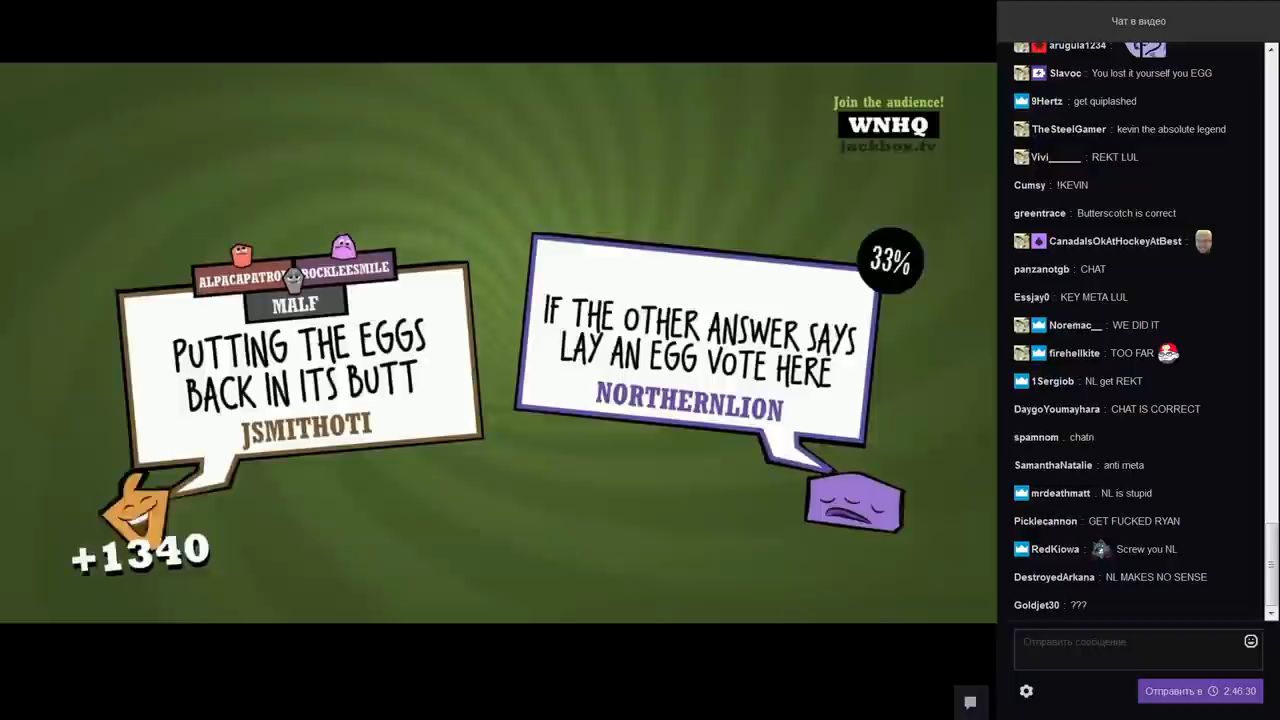 Join the audience!
WNHQ
jackbox.tv
ALPACAPATROL
ROCKLEESMILE
MALF
PUTTING THE EGGS
BACK IN ITS BUTT
JSMITHOTI
+1340
33%
IF THE OTHER ANSWER SAYS
LAY AN EGG VOTE HERE
NORTHERNLION
Чат в видео
arugula1234 :
Slavoc : You lost it yourself you EGG
9Hertz : get quiplashed
TheSteelGamer : kevin the absolute legend
Vivi______ : REKT LUL
Cumsy : !KEVIN
greentrace : Butterscotch is correct
CanadaIsOkAtHockeyAtBest :
panzanotgb : CHAT
Essjay0 : KEY META LUL
Noremac__ : WE DID IT
firehellkite : TOO FAR
1Sergiob : NL get REKT
DaygoYoumayhara : CHAT IS CORRECT
spamnom : chatn
SamanthaNatalie : anti meta
mrdeathmatt : NL is stupid
Picklecannon : GET FUCKED RYAN
RedKiowa : Screw you NL
DestroyedArkana : NL MAKES NO SENSE
Goldjet30 : ???
Отправить сообщение
Отправить в 2:46:30